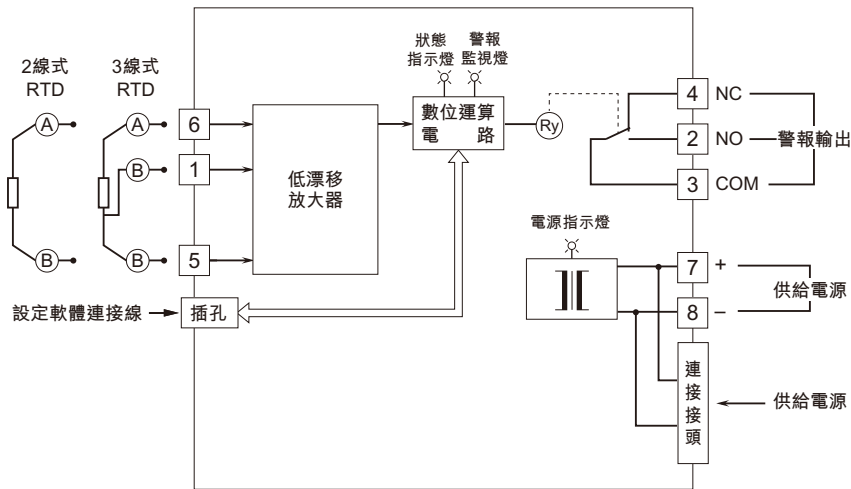 2線式
RTD
3線式
RTD
A
A
B
B
B
6
1
5
低漂移
放大器
狀態
指示燈
警報
監視燈
數位運算
電 路
Ry
4 NC
2 NO
3 COM
警報輸出
電源指示燈
7 +
8 –
供給電源
設定軟體連接線
插孔
連接接頭
供給電源